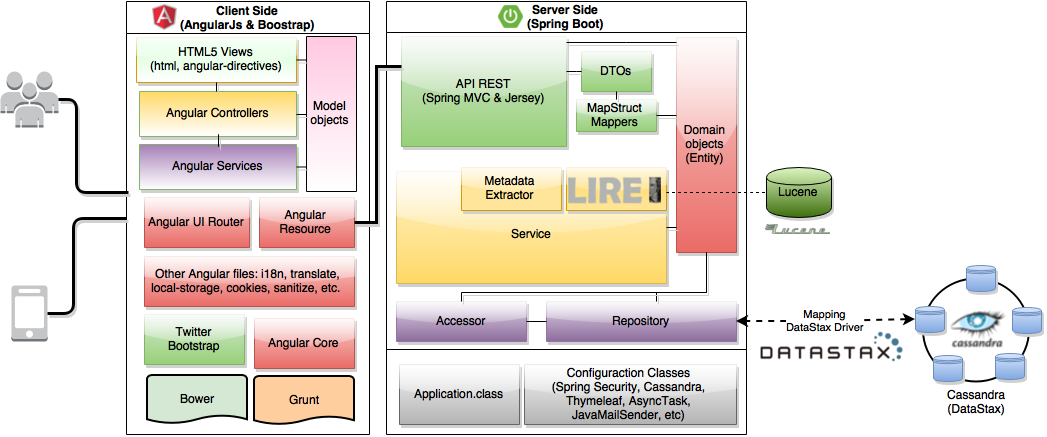 Client Side
(AngularJs & Boostrap)
HTML5 Views
(html, angular-directives)
Angular Controllers
Angular Services
Model
objects
Angular UI Router
Angular
Resource
Other Angular files: i18n, translate,
local-storage, cookies, sanitize, etc.
Twitter
Bootstrap
Angular Core
Bower
Grunt
Server Side
(Spring Boot)
API REST
(Spring MVC & Jersey)
DTOs
MapStruct
Mappers
Domain
objects
(Entity)
Metadata
Extractor
LIRE
Service
Accessor
Repository
Application.class
Configuraction Classes
(Spring Security, Cassandra,
Thymeleaf, AsyncTask,
JavaMailSender, etc)
Lucene
Lucene
Mapping
DataStax Driver
DATASTAX
cassandra
Cassandra
(DataStax)